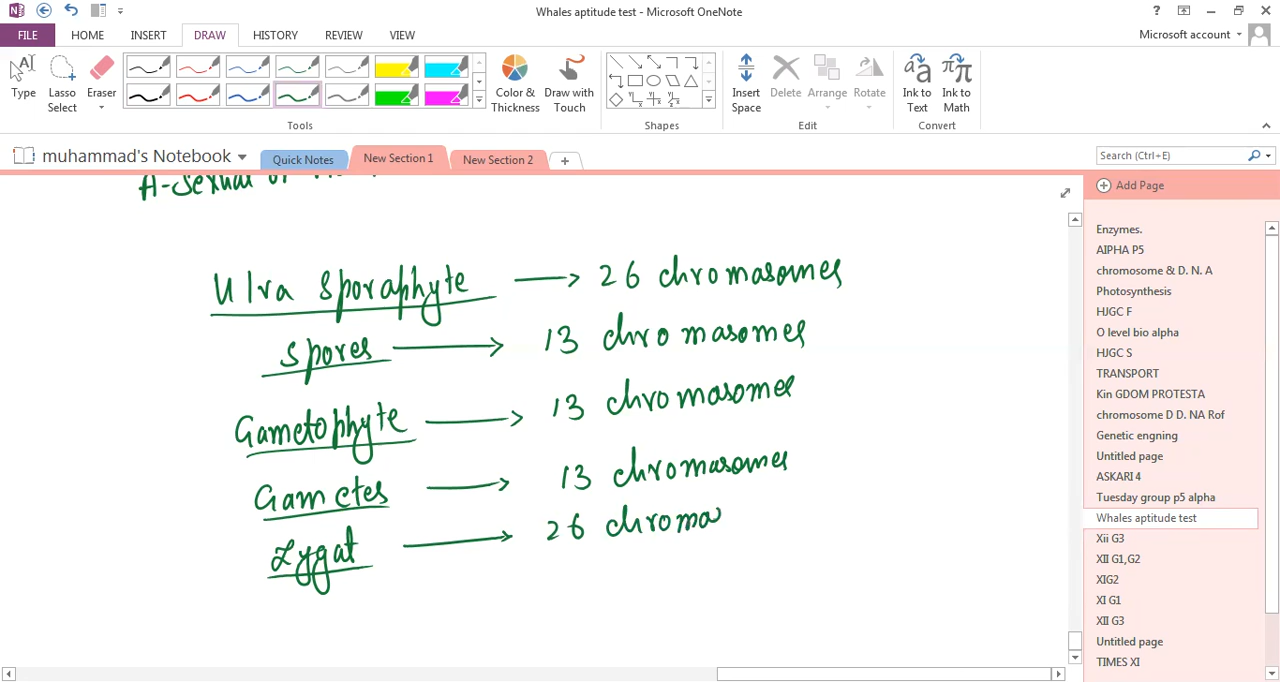 Whales aptitude test - Microsoft OneNote
FILE HOME INSERT DRAW HISTORY REVIEW VIEW
Microsoft account
Type Lasso Select Eraser Color & Thickness Draw with Touch Insert Space Delete Arrange Rotate Ink to Text Ink to Math
Tools Shapes Edit Convert
muhammad's Notebook Quick Notes New Section 1 New Section 2 Search (Ctrl+E)
Add Page
A-Sexual
Ulva Sporaphyte → 26 chromasomes
Spores → 13 chromasomes
Gametophyte → 13 chromasomes
Gametes → 13 chromasomes
Zygat → 26 chroma
Enzymes.
AlPHA P5
chromosome & D. N. A
Photosynthesis
HJGC F
O level bio alpha
HJGC S
TRANSPORT
Kin GDOM PROTESTA
chromosome D D. NA Rof
Genetic engning
Untitled page
ASKARI 4
Tuesday group p5 alpha
Whales aptitude test
Xii G3
XII G1,G2
XIG2
XI G1
XII G3
Untitled page
TIMES XI